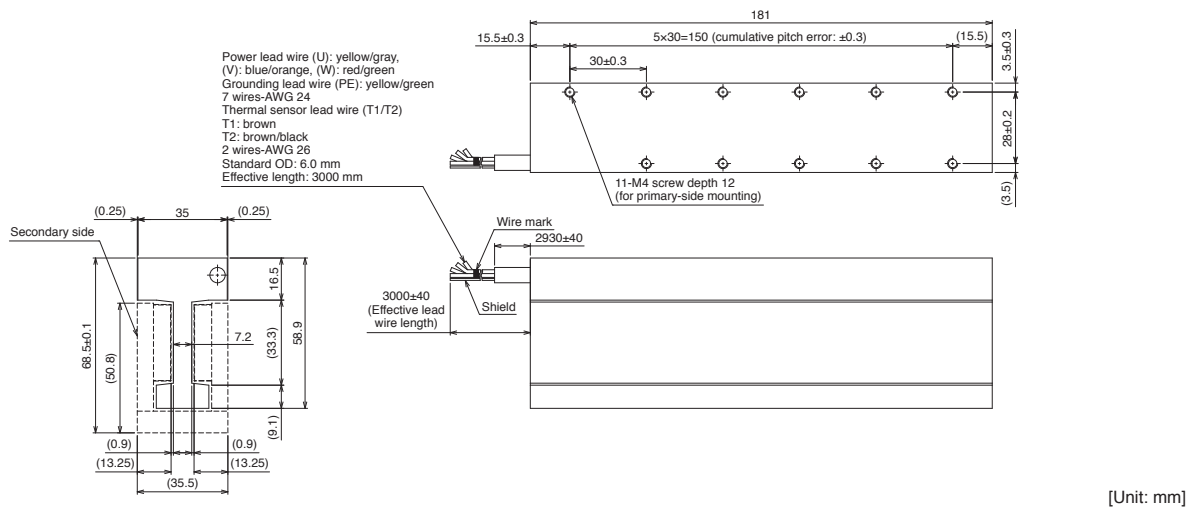 181
15.5±0.3
5×30=150 (cumulative pitch error: ±0.3)
(15.5)
30±0.3
3.5±0.3
28±0.2
(3.5)
Power lead wire (U): yellow/gray,
(V): blue/orange, (W): red/green
Grounding lead wire (PE): yellow/green
7 wires-AWG 24
Thermal sensor lead wire (T1/T2)
T1: brown
T2: brown/black
2 wires-AWG 26
Standard OD: 6.0 mm
Effective length: 3000 mm
11-M4 screw depth 12
(for primary-side mounting)
(0.25)
35
(0.25)
Secondary side
Wire mark
2930±40
3000±40
(Effective lead
wire length)
Shield
16.5
68.5±0.1
(50.8)
7.2
(33.3)
58.9
(9.1)
(0.9)
(0.9)
(13.25)
(13.25)
(35.5)
[Unit: mm]